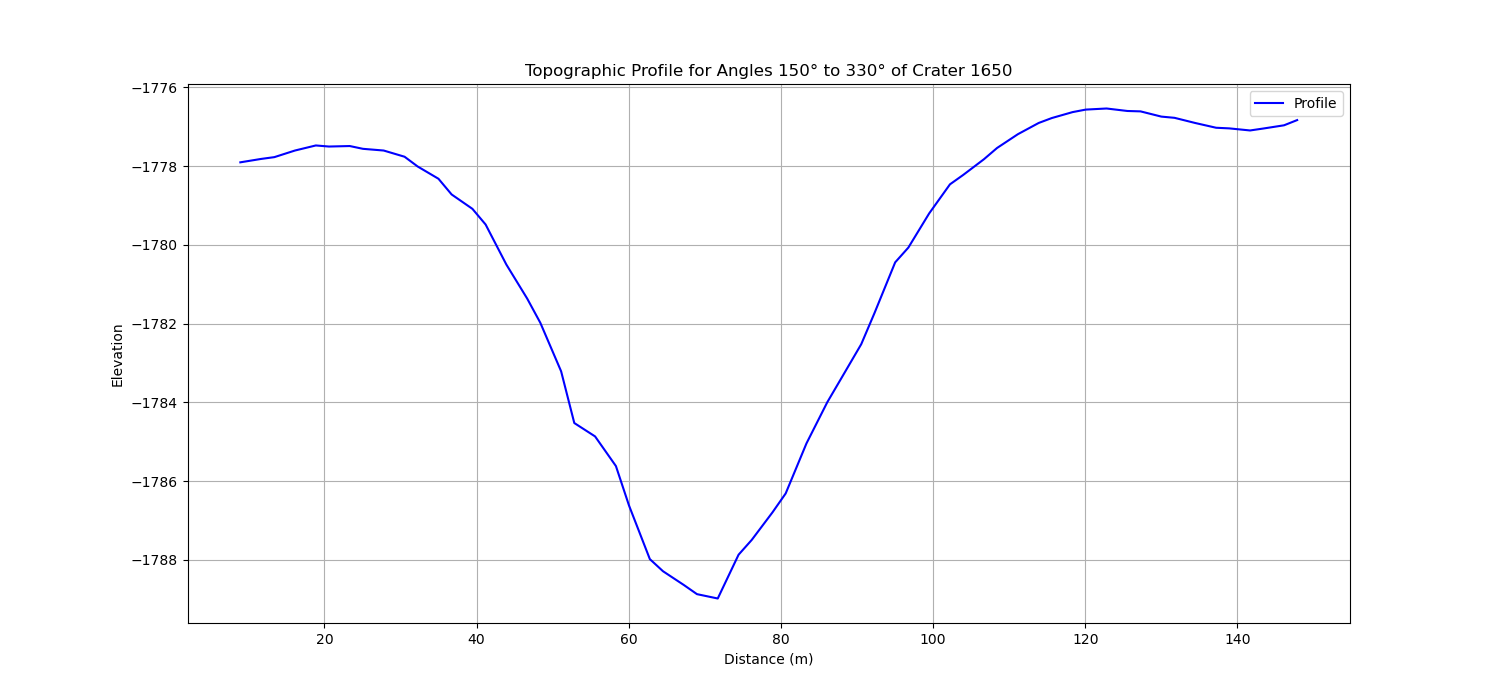 Topographic Profile for Angles 150° to 330° of Crater 1650
Profile
−1776
−1778
−1780
−1782
−1784
−1786
−1788
Elevation
20 40 60 80 100 120 140
Distance (m)